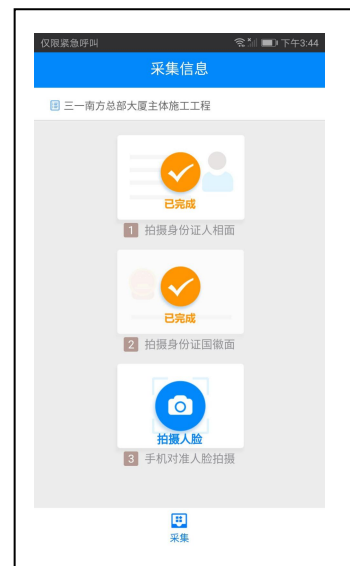 仅限紧急呼叫 下午3:44
采集信息
三一南方总部大厦主体施工工程
已完成
1 拍摄身份证人相面
已完成
2 拍摄身份证国徽面
拍摄人脸
3 手机对准人脸拍摄
采集